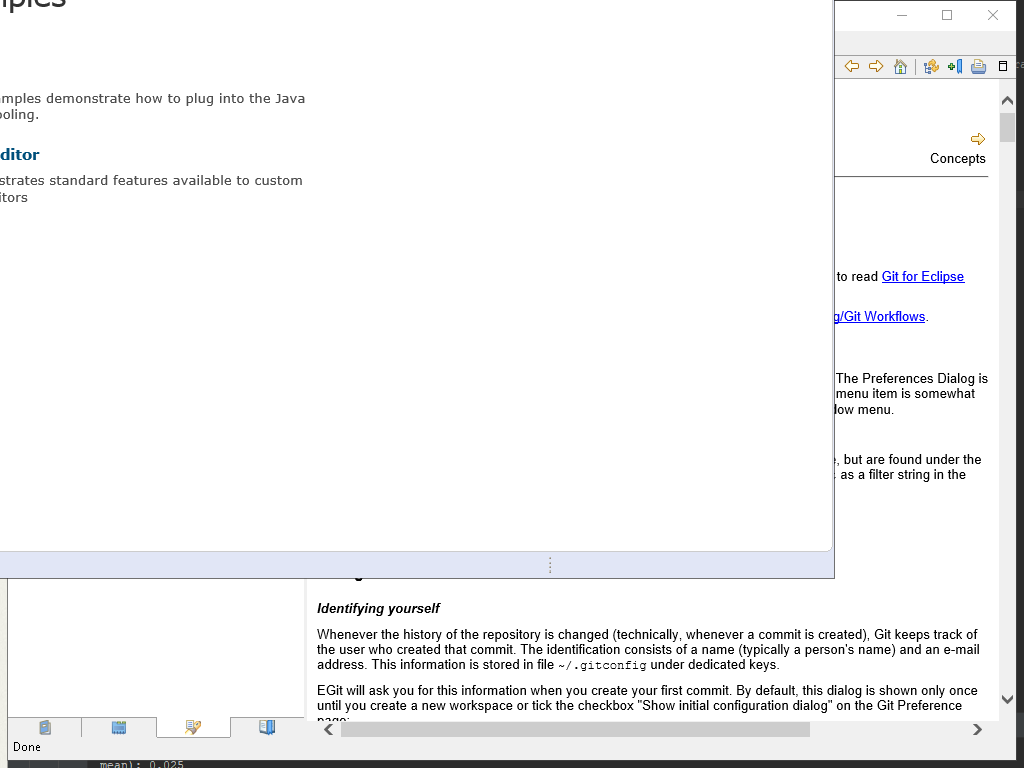 amples demonstrate how to plug into the Java
ooling.
ditor
strates standard features available to custom
itors
Concepts
to read Git for Eclipse
g/Git Workflows.
The Preferences Dialog is
menu item is somewhat
low menu.
, but are found under the
as a filter string in the
Identifying yourself
Whenever the history of the repository is changed (technically, whenever a commit is created), Git keeps track of
the user who created that commit. The identification consists of a name (typically a person's name) and an e-mail
address. This information is stored in file ~/.gitconfig under dedicated keys.
EGit will ask you for this information when you create your first commit. By default, this dialog is shown only once
until you create a new workspace or tick the checkbox "Show initial configuration dialog" on the Git Preference
page:
Done
mean): 0.025